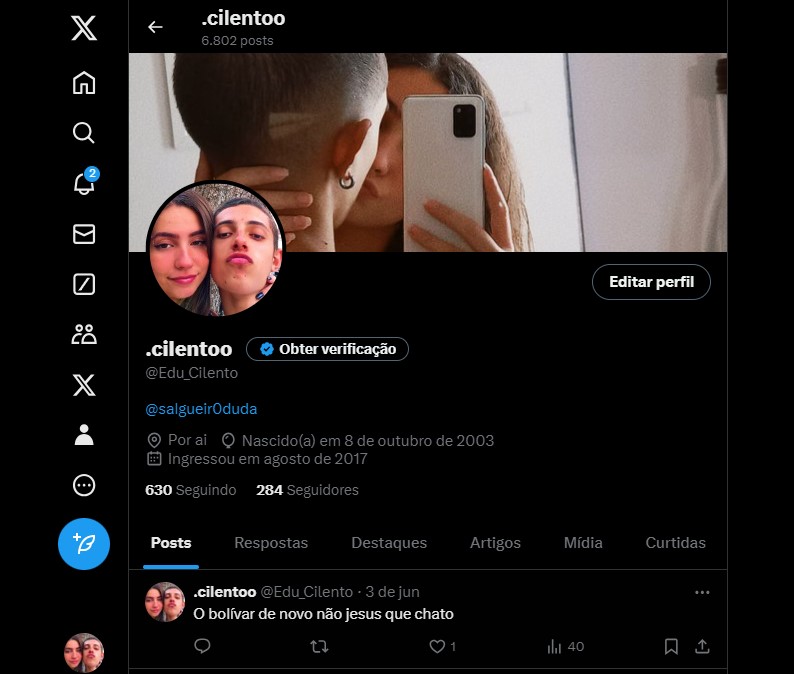 .cilentoo
6.802 posts
2
Editar perfil
.cilentoo Obter verificação
@Edu_Cilento
@salgueir0duda
Por ai Nascido(a) em 8 de outubro de 2003
Ingressou em agosto de 2017
630 Seguindo 284 Seguidores
Posts Respostas Destaques Artigos Mídia Curtidas
.cilentoo @Edu_Cilento · 3 de jun
O bolívar de novo não jesus que chato
1 40